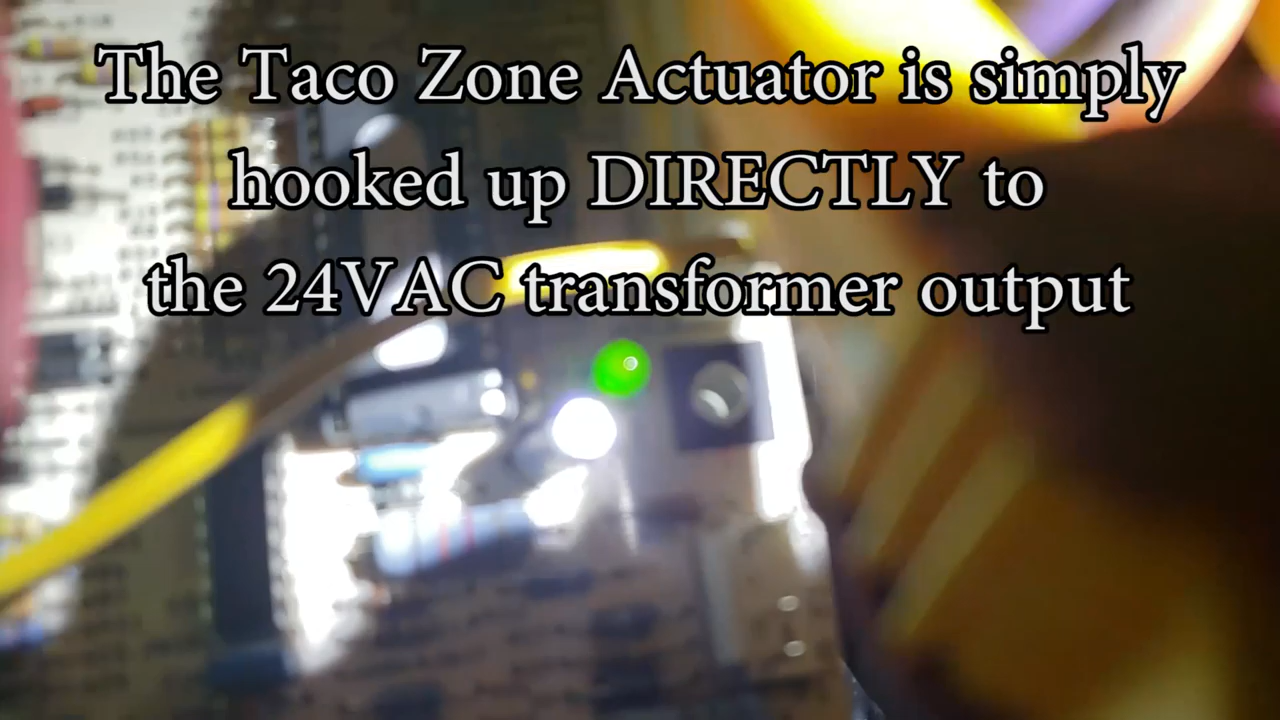 The Taco Zone Actuator is simply
hooked up DIRECTLY to
the 24VAC transformer output